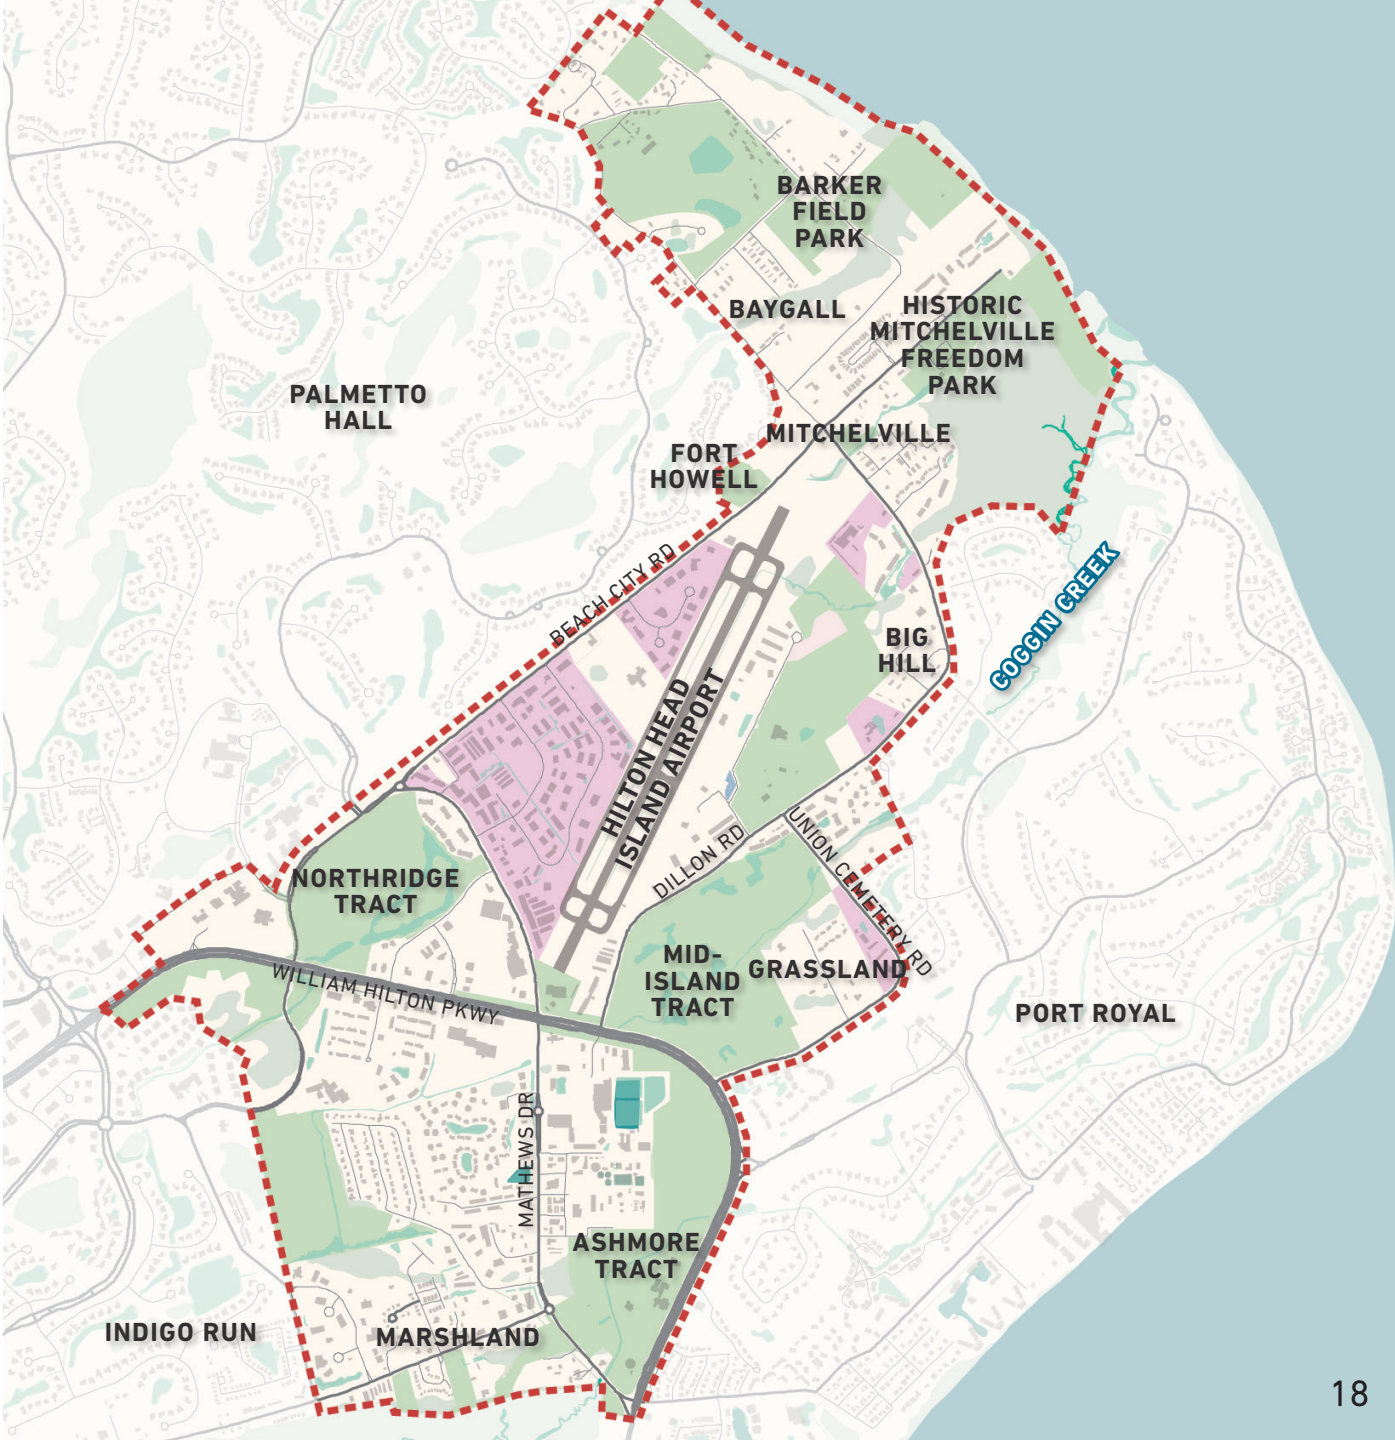 BARKER
FIELD
PARK
BAYGALL
HISTORIC
MITCHELVILLE
FREEDOM
PARK
PALMETTO
HALL
MITCHELVILLE
FORT
HOWELL
BEACH CITY RD
COGGIN CREEK
BIG
HILL
HILTON HEAD
ISLAND AIRPORT
DILLON RD
UNION CEMETERY RD
NORTHRIDGE
TRACT
MID-
ISLAND
TRACT
GRASSLAND
WILLIAM HILTON PKWY
PORT ROYAL
MATHEWS DR
ASHMORE
TRACT
INDIGO RUN
MARSHLAND
18